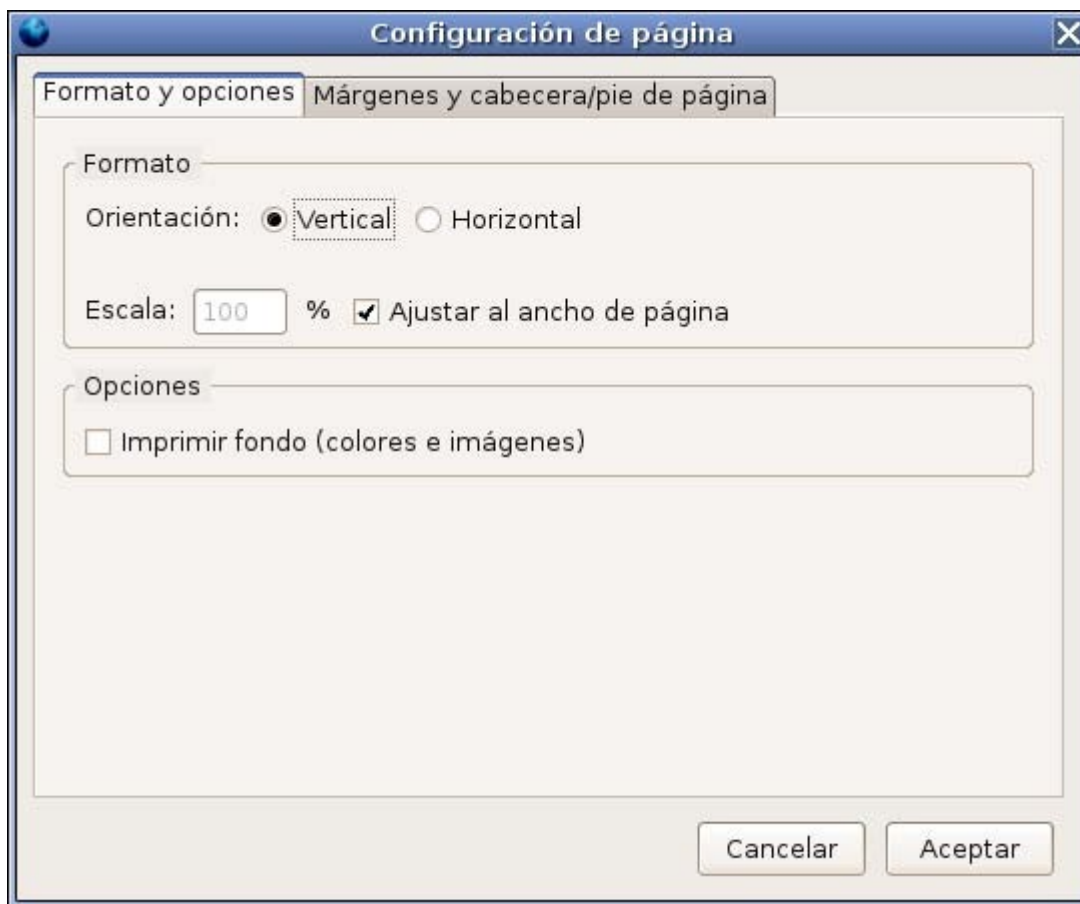 Configuración de página
Formato y opciones Márgenes y cabecera/pie de página
Formato
Orientación: Vertical Horizontal
Escala: 100 % Ajustar al ancho de página
Opciones
Imprimir fondo (colores e imágenes)
Cancelar Aceptar